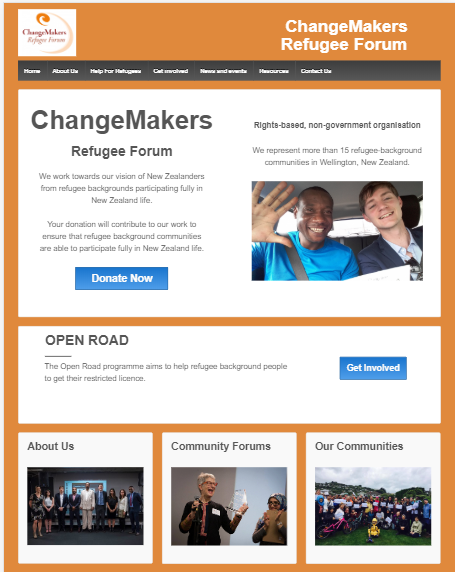 ChangeMakers
Refugee Forum
ChangeMakers
Refugee Forum
Home About Us Help For Refugees Get involved News and events Resources Contact Us
ChangeMakers
Refugee Forum
We work towards our vision of New Zealanders
from refugee backgrounds participating fully in
New Zealand life.
Your donation will contribute to our work to
ensure that refugee background communities
are able to participate fully in New Zealand life.
Donate Now
Rights-based, non-government organisation
We represent more than 15 refugee-background
communities in Wellington, New Zealand.
OPEN ROAD
The Open Road programme aims to help refugee background people
to get their restricted licence.
Get Involved
About Us
Community Forums
Our Communities